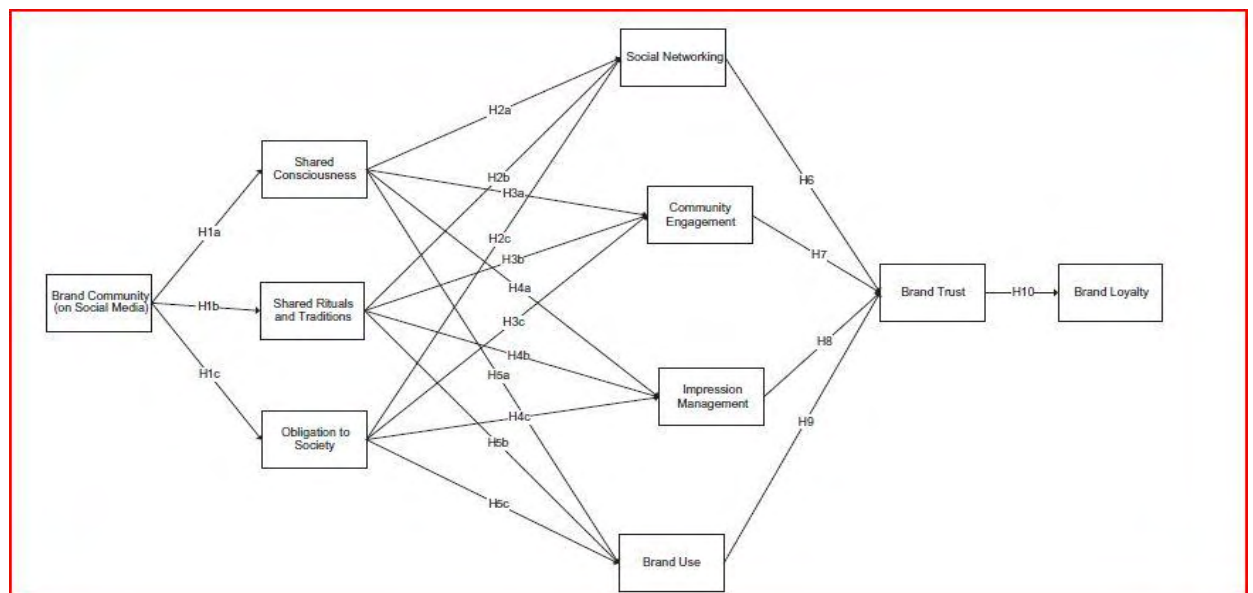 Social Networking
H2a
Shared
Consciousness
H2b
H3a
H6
Community
Engagement
H1a
H2c
H7
H3b
Brand Community
(on Social Media)
H1b
Shared Rituals
and Traditions
H4a
Brand Trust
H10
Brand Loyalty
H3c
H4b
H8
H1c
H5a
Impression
Management
H4c
H9
Obligation to
Society
H5b
H5c
Brand Use